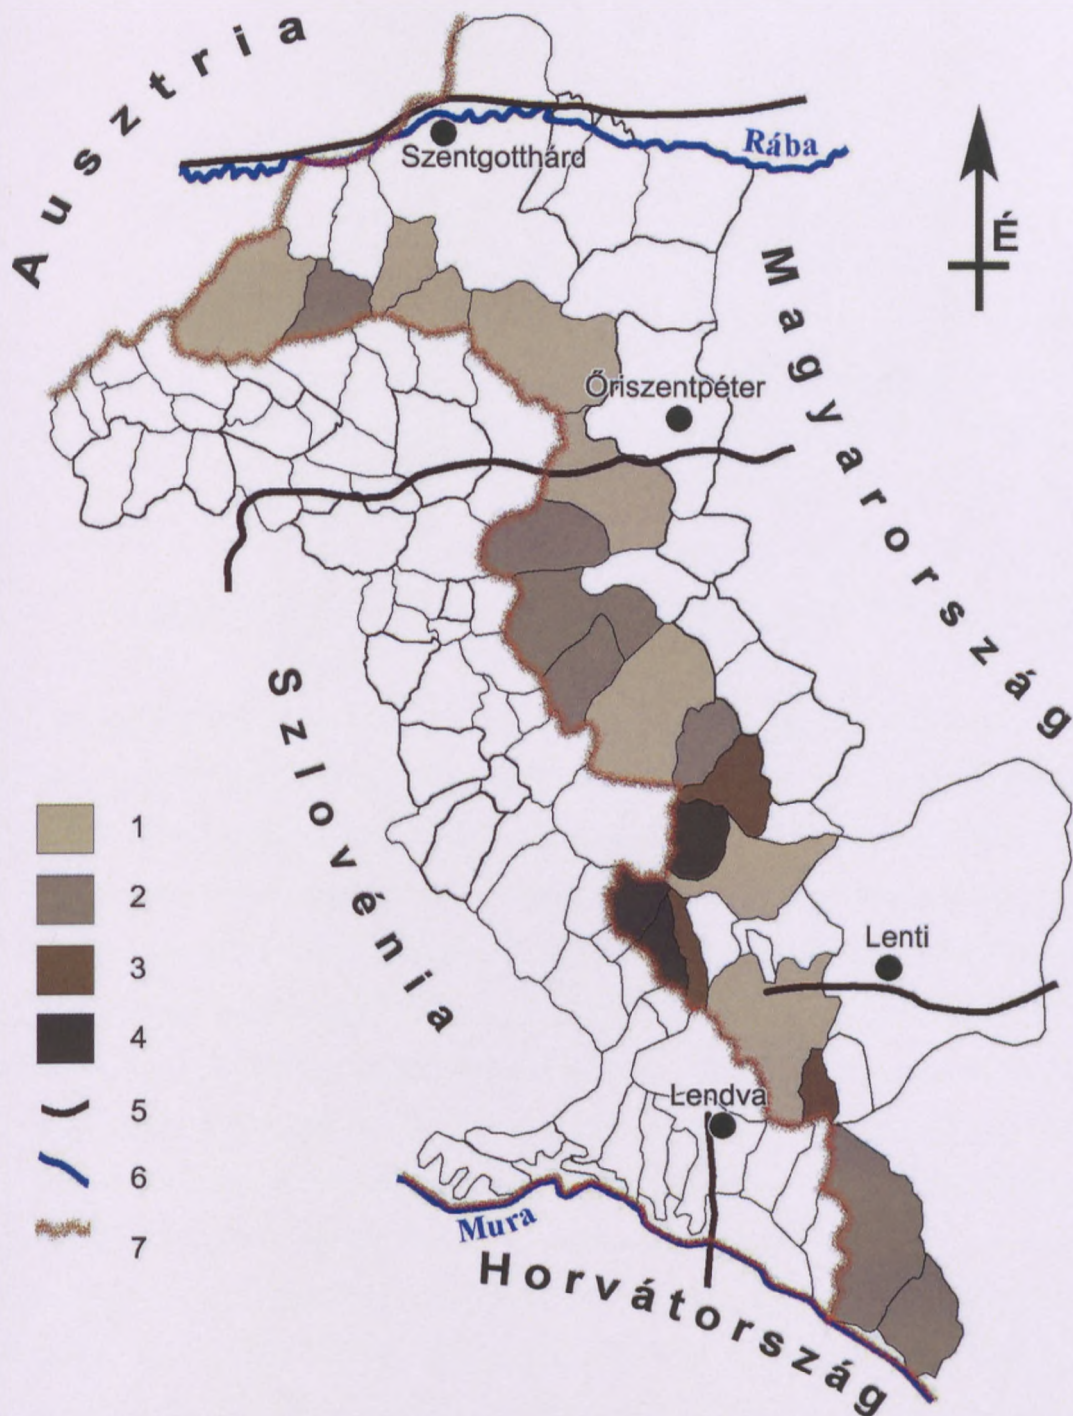 Ausztria
Rába
Szentgotthárd
É
Magyarország
Őriszentpéter
Szlovénia
1
2
3
4
5
6
7
Lenti
Lendva
Mura
Horvátország